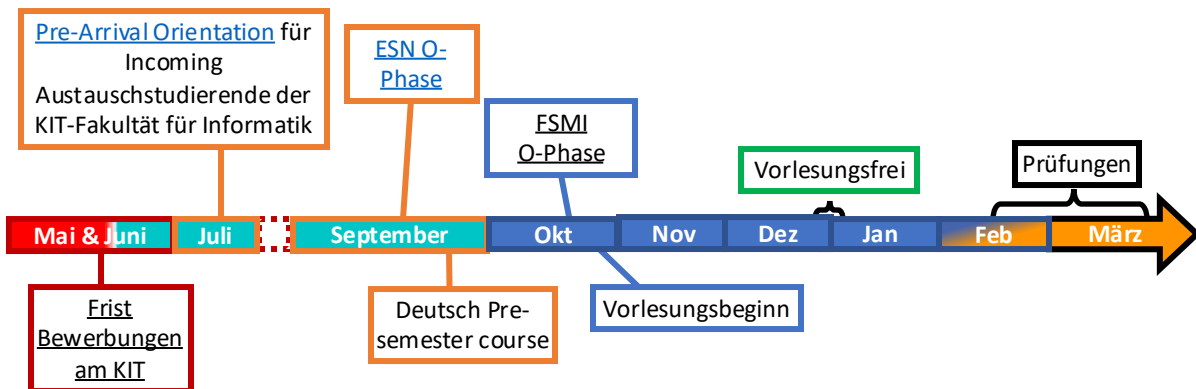 Pre-Arrival Orientation für
Incoming
Austauschstudierende der
KIT-Fakultät für Informatik
ESN O-
Phase
FSMI
O-Phase
Vorlesungsfrei
Prüfungen
Mai & Juni
Juli
September
Okt
Nov
Dez
Jan
Feb
März
Frist
Bewerbungen
am KIT
Deutsch Pre-
semester course
Vorlesungsbeginn